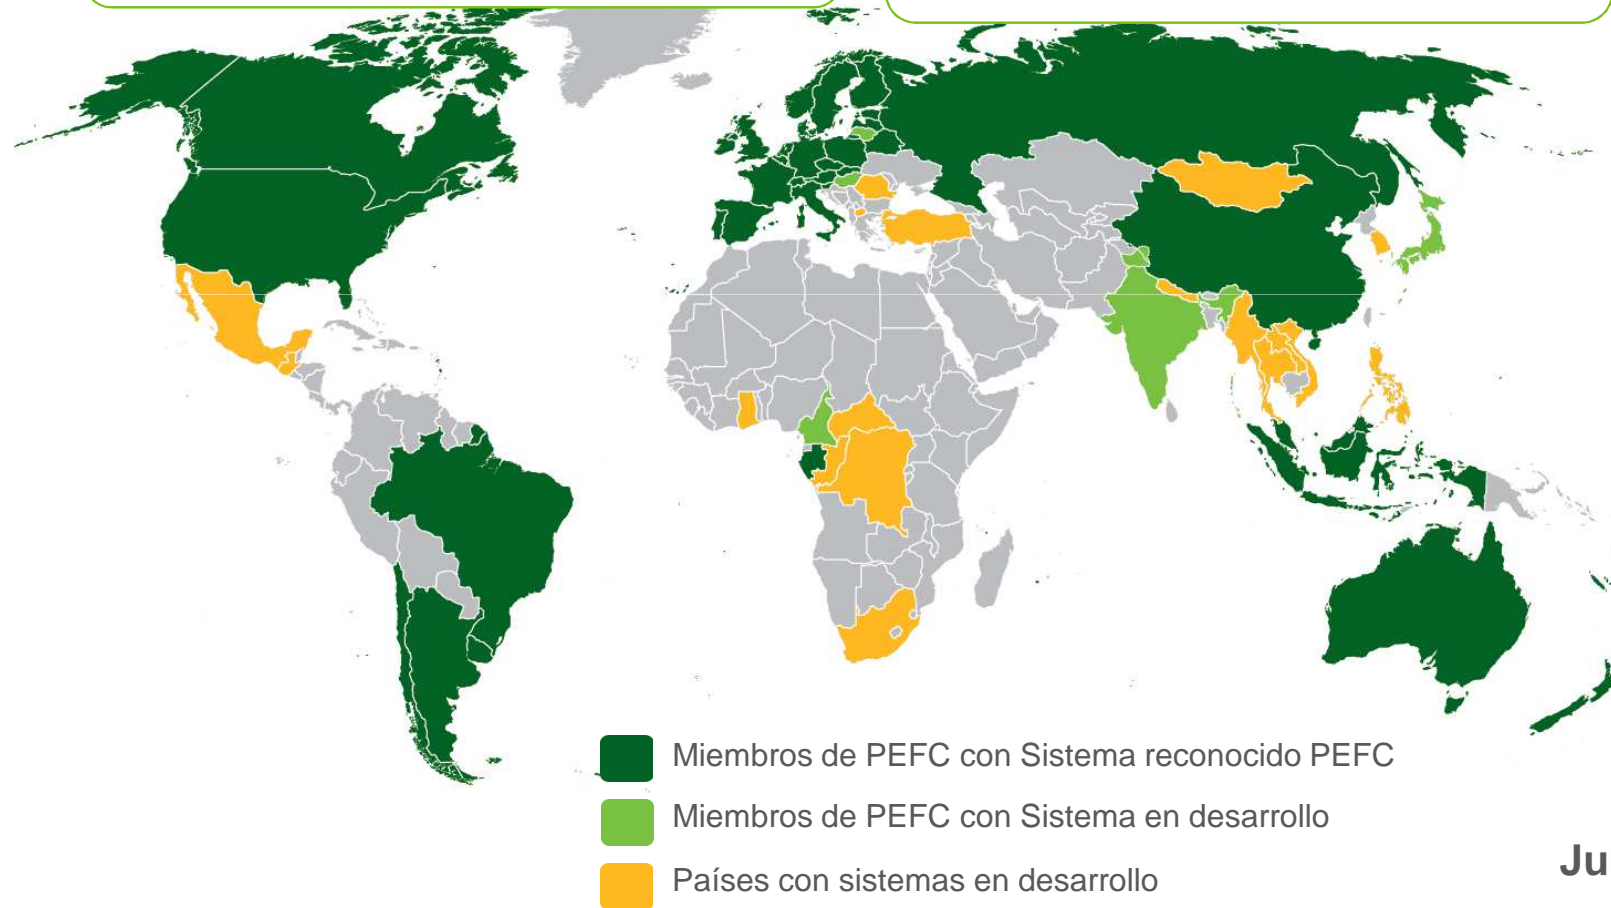 Miembros de PEFC con Sistema reconocido PEFC
Miembros de PEFC con Sistema en desarrollo
Países con sistemas en desarrollo
Ju